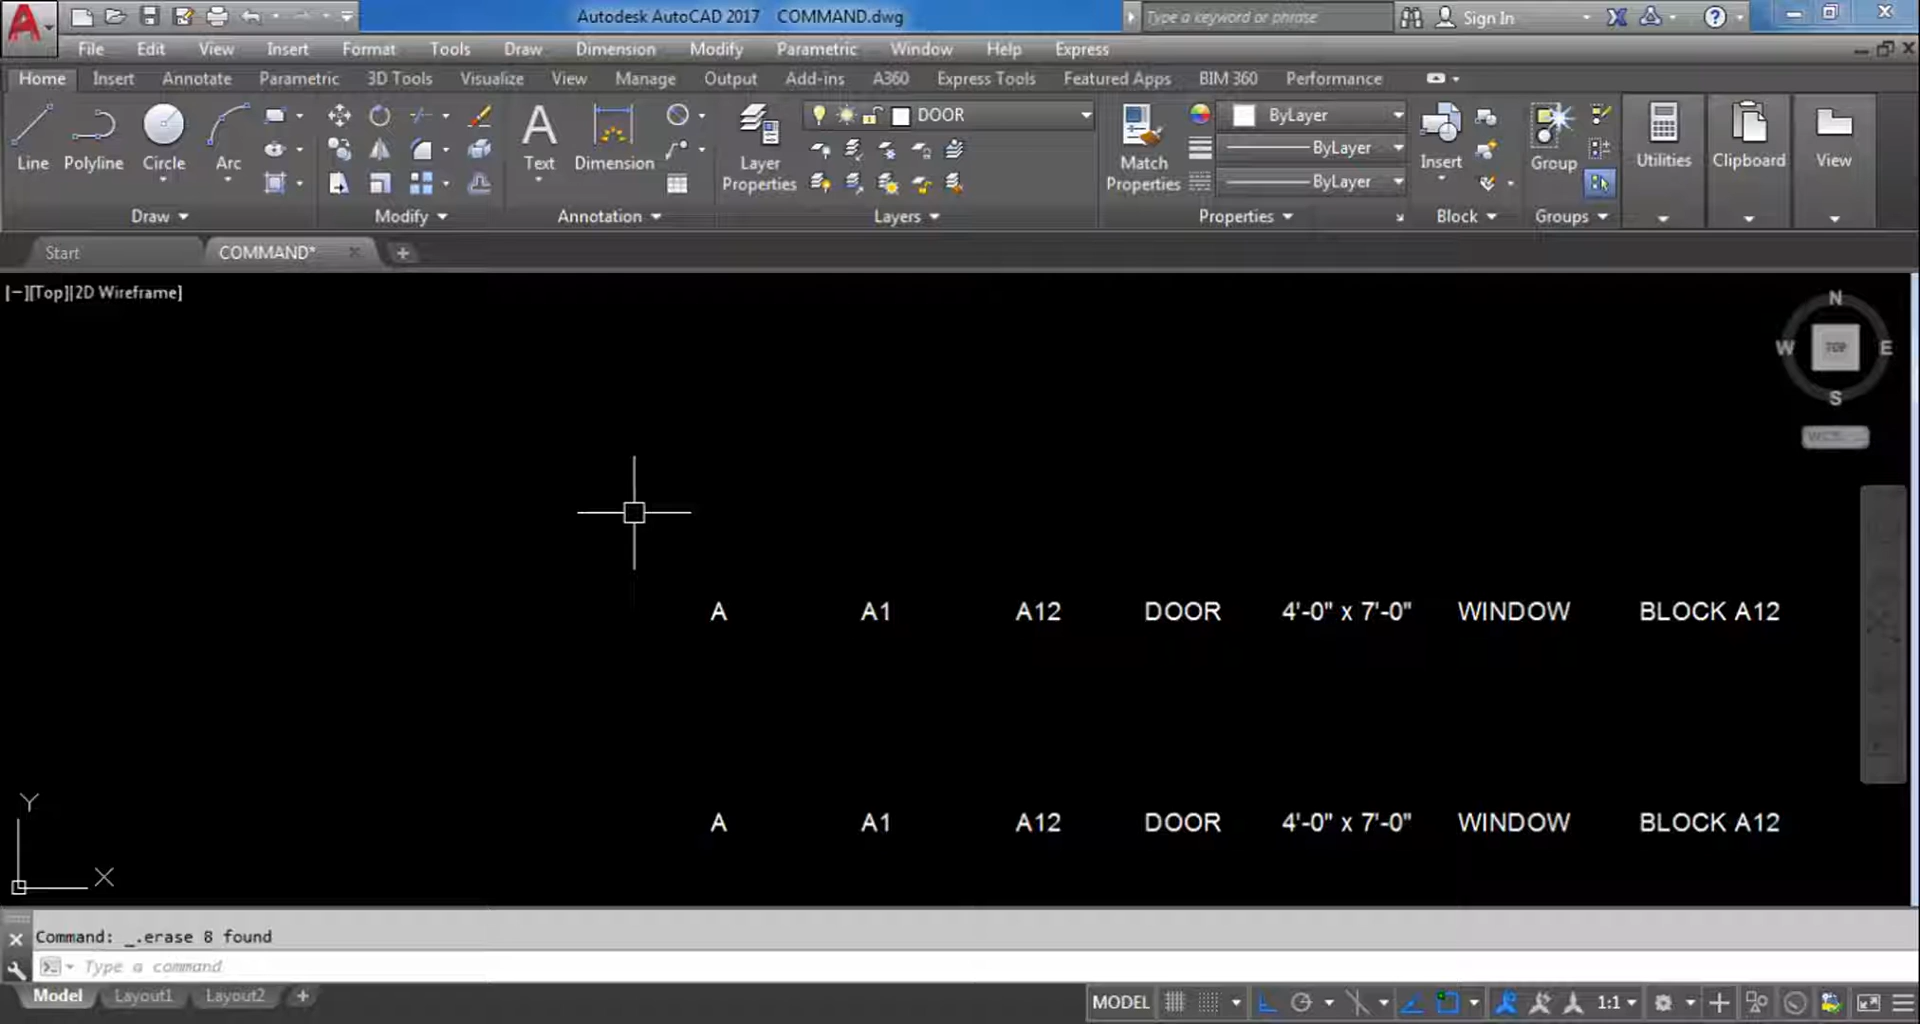 Autodesk AutoCAD 2017 COMMAND.dwg
Type a keyword or phrase
Sign In
File Edit View Insert Format Tools Draw Dimension Modify Parametric Window Help Express
Home Insert Annotate Parametric 3D Tools Visualize View Manage Output Add-ins A360 Express Tools Featured Apps BIM 360 Performance
DOOR
ByLayer
ByLayer
ByLayer
Line Polyline Circle Arc
Text Dimension
Layer Properties
Match Properties
Insert
Group
Utilities
Clipboard
View
Draw Modify Annotation Layers Properties Block Groups
Start COMMAND*
[−][Top][2D Wireframe]
N
W TOP E
S
A A1 A12 DOOR 4'-0" x 7'-0" WINDOW BLOCK A12
A A1 A12 DOOR 4'-0" x 7'-0" WINDOW BLOCK A12
Y
X
Command: _.erase 8 found
Type a command
Model Layout1 Layout2 +
MODEL 1:1